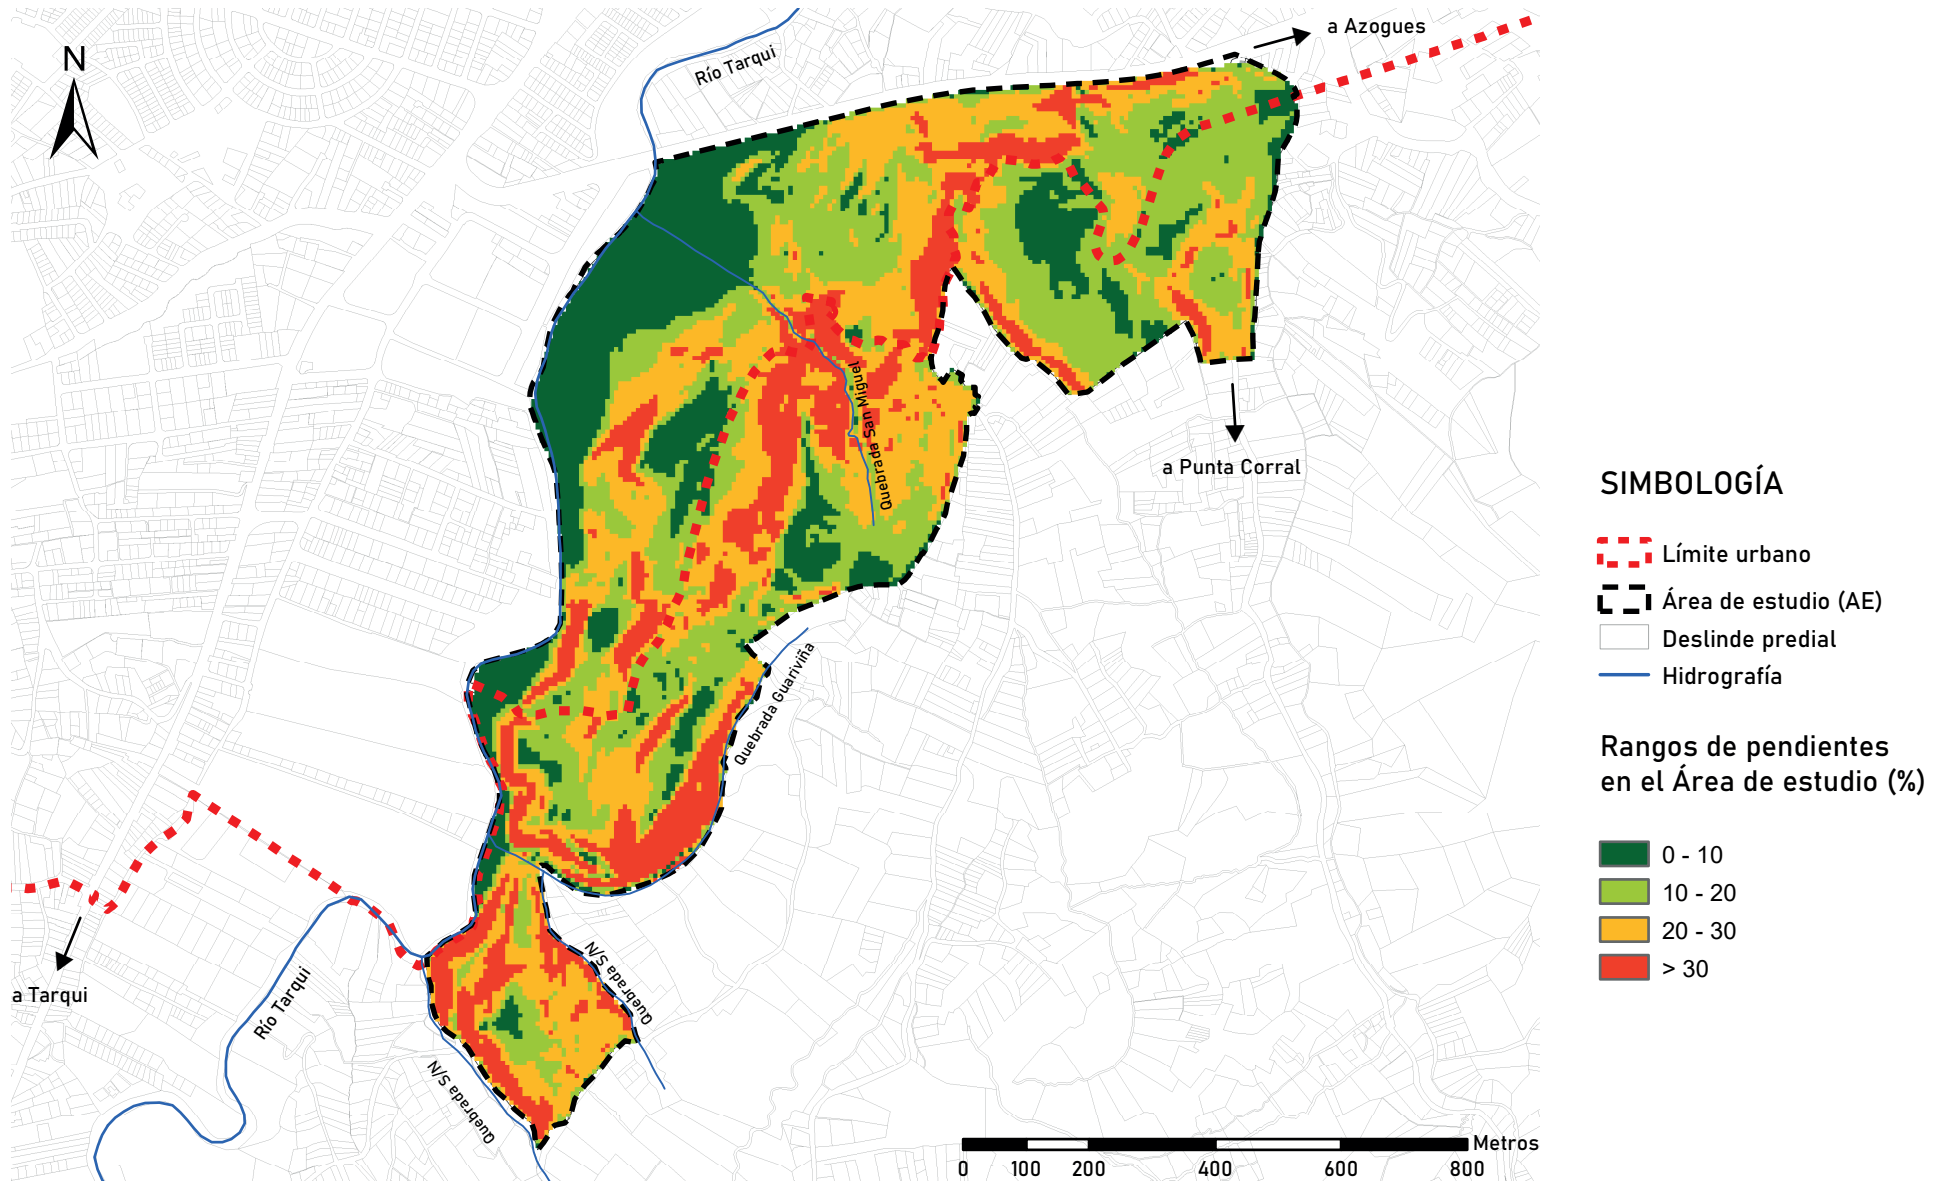 N
Río Tarqui
a Azogues
Quebrada San Miguel
a Punta Corral
Quebrada Guariviña
a Tarqui
Río Tarqui
Quebrada S/N
Quebrada S/N
Metros
0 100 200 400 600 800
SIMBOLOGÍA
Límite urbano
Área de estudio (AE)
Deslinde predial
Hidrografía
Rangos de pendientes
en el Área de estudio (%)
0 - 10
10 - 20
20 - 30
> 30